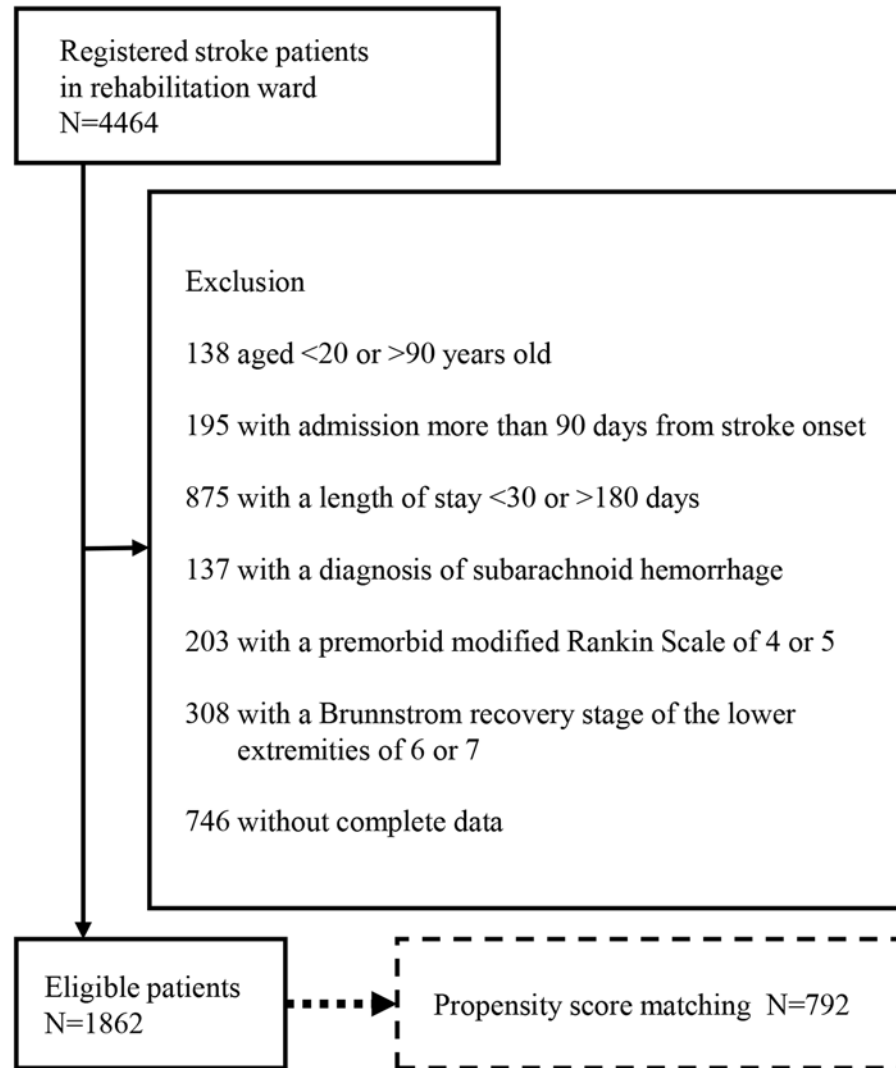 Registered stroke patients
in rehabilitation ward
N=4464
Exclusion
138 aged <20 or >90 years old
195 with admission more than 90 days from stroke onset
875 with a length of stay <30 or >180 days
137 with a diagnosis of subarachnoid hemorrhage
203 with a premorbid modified Rankin Scale of 4 or 5
308 with a Brunnstrom recovery stage of the lower
extremities of 6 or 7
746 without complete data
Eligible patients
N=1862
Propensity score matching N=792